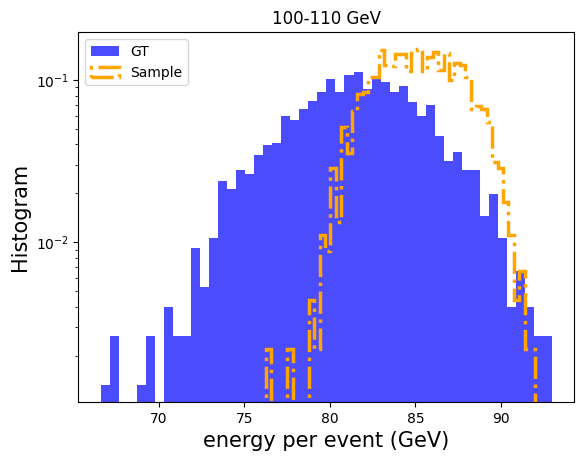 100-110 GeV
GT
Sample
Histogram
10⁻¹
10⁻²
70 75 80 85 90
energy per event (GeV)